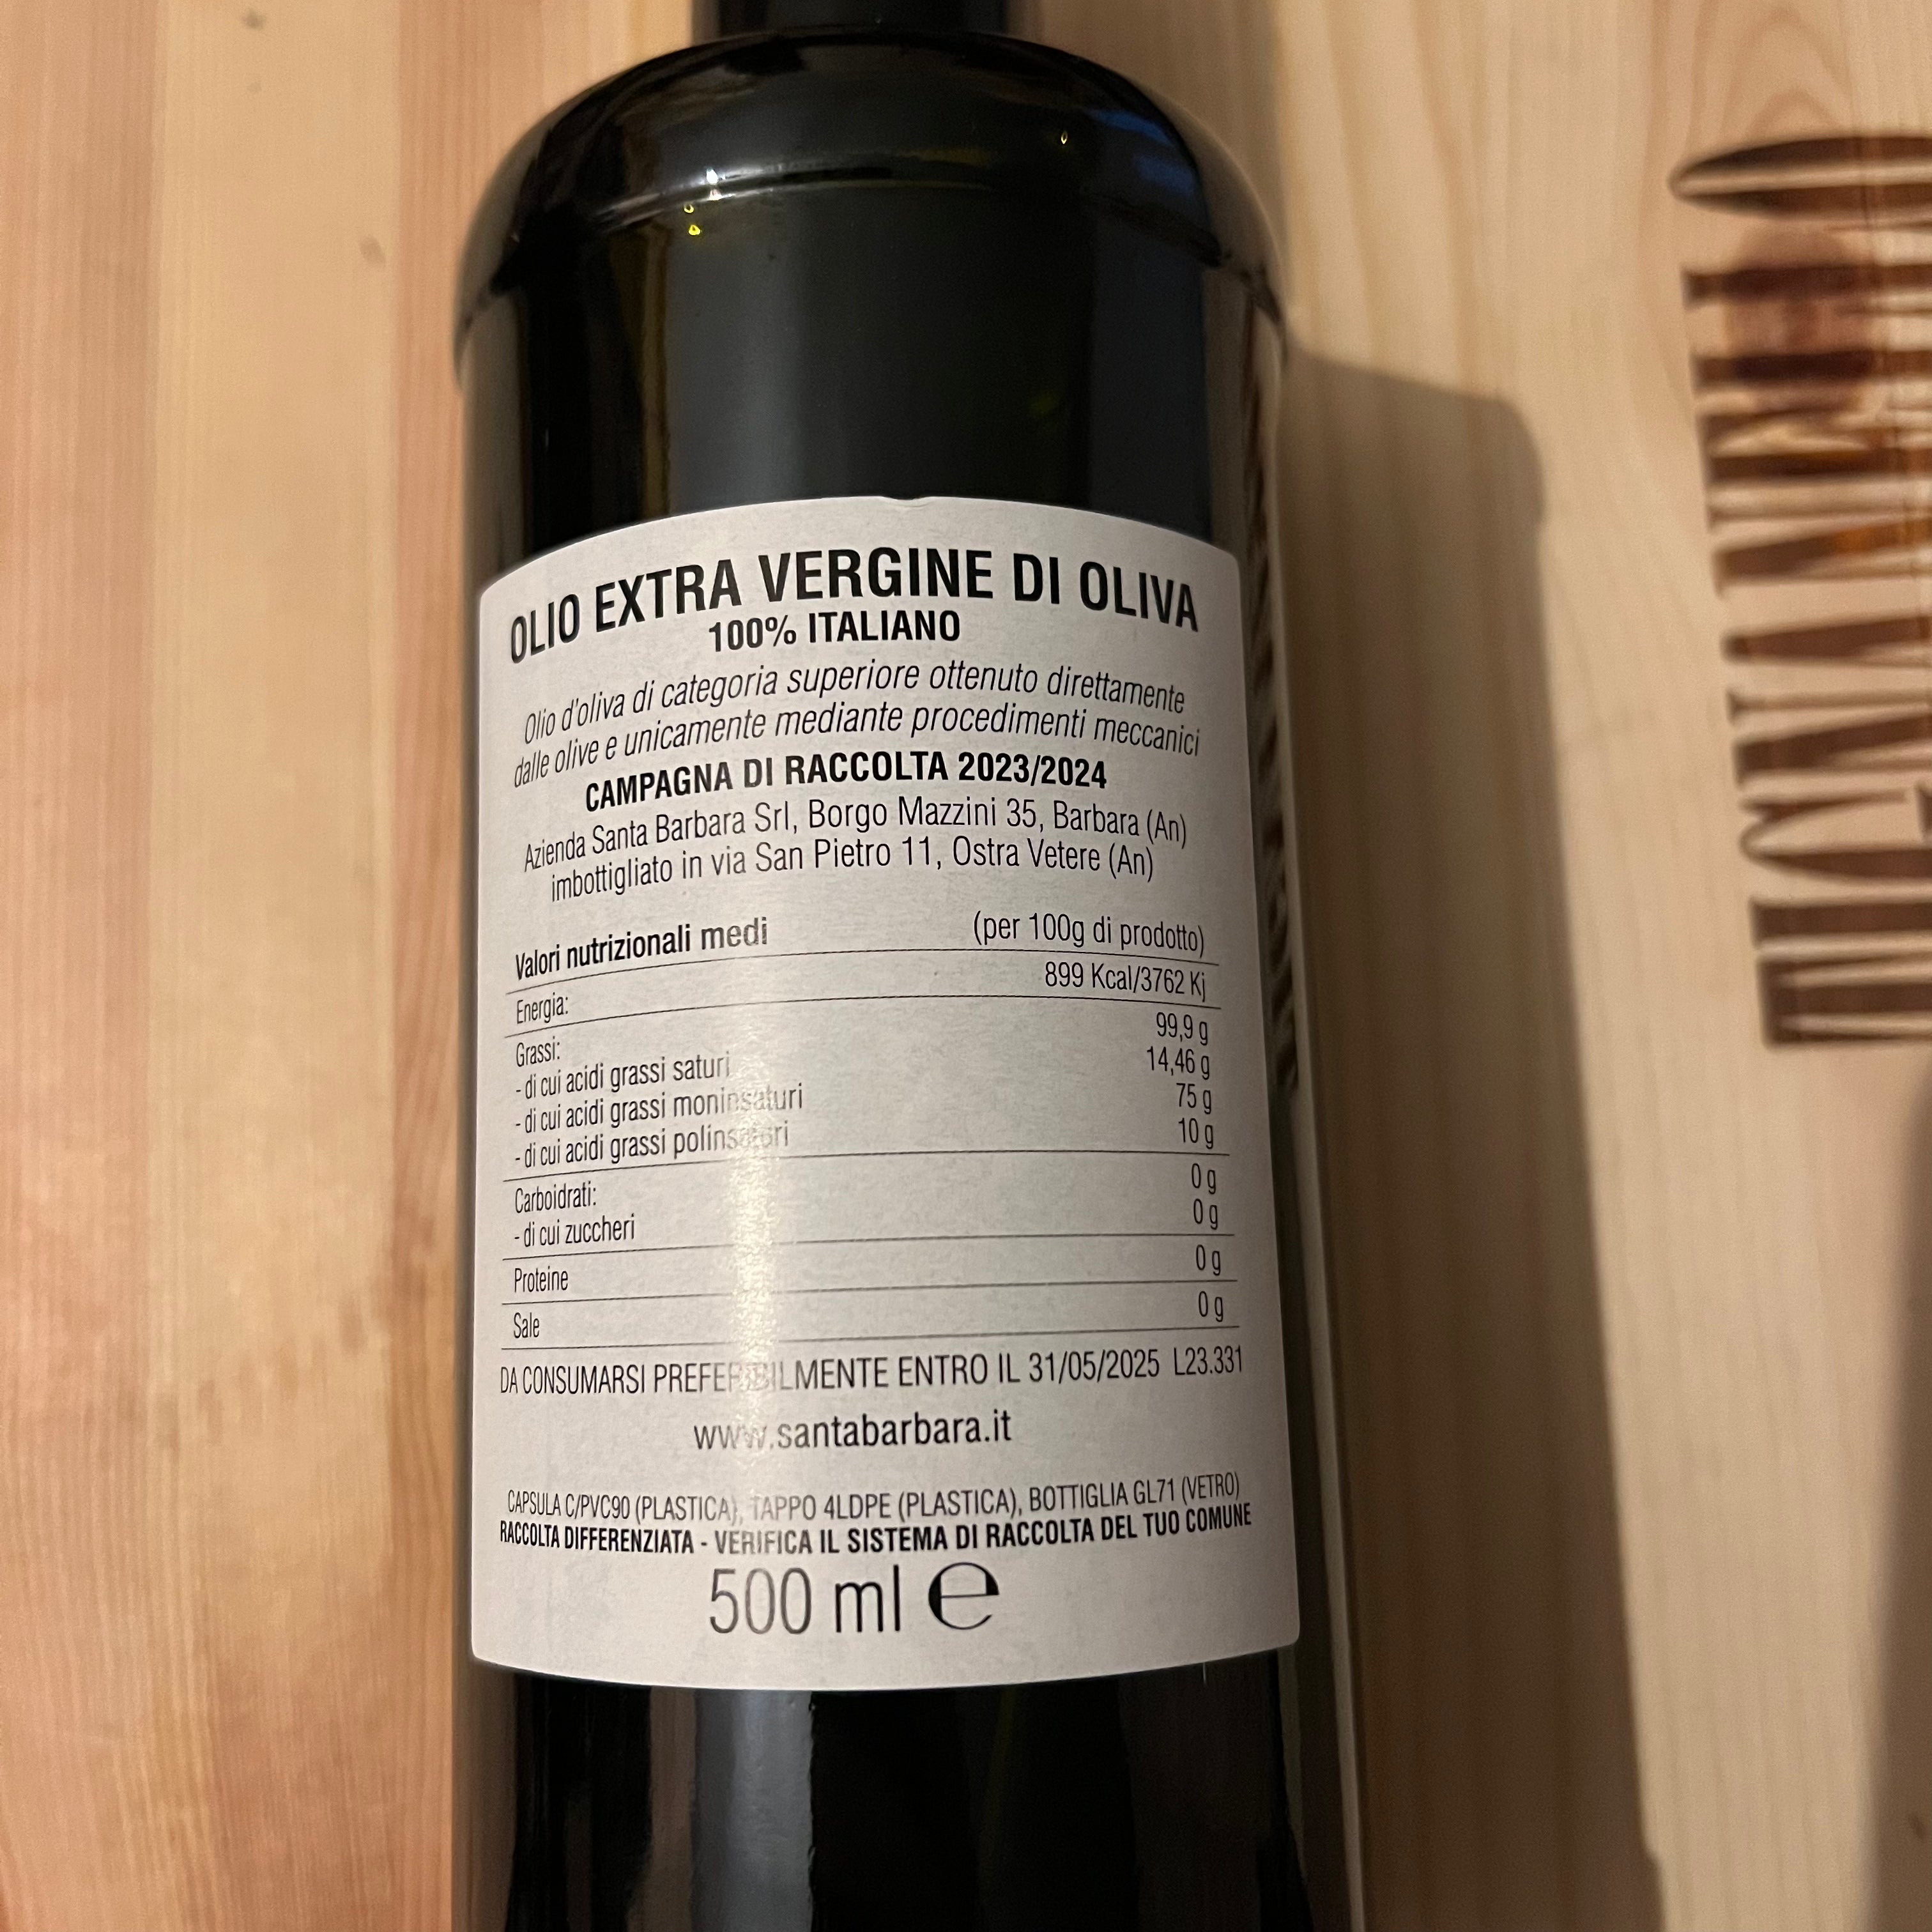 OLIO EXTRA VERGINE DI OLIVA
100% ITALIANO
Olio d'oliva di categoria superiore ottenuto direttamente
dalle olive e unicamente mediante procedimenti meccanici
CAMPAGNA DI RACCOLTA 2023/2024
Azienda Santa Barbara Srl, Borgo Mazzini 35, Barbara (An)
imbottigliato in via San Pietro 11, Ostra Vetere (An)
Valori nutrizionali medi (per 100g di prodotto)
Energia: 899 Kcal/3762 Kj
Grassi: 99,9 g
- di cui acidi grassi saturi 14,46 g
- di cui acidi grassi moninsaturi 75 g
- di cui acidi grassi polinsaturi 10 g
Carboidrati: 0 g
- di cui zuccheri 0 g
Proteine 0 g
Sale 0 g
DA CONSUMARSI PREFERIBILMENTE ENTRO IL 31/05/2025 L23.331
www.santabarbara.it
CAPSULA C/PVC90 (PLASTICA), TAPPO 4LDPE (PLASTICA), BOTTIGLIA GL71 (VETRO)
RACCOLTA DIFFERENZIATA - VERIFICA IL SISTEMA DI RACCOLTA DEL TUO COMUNE
500 ml e